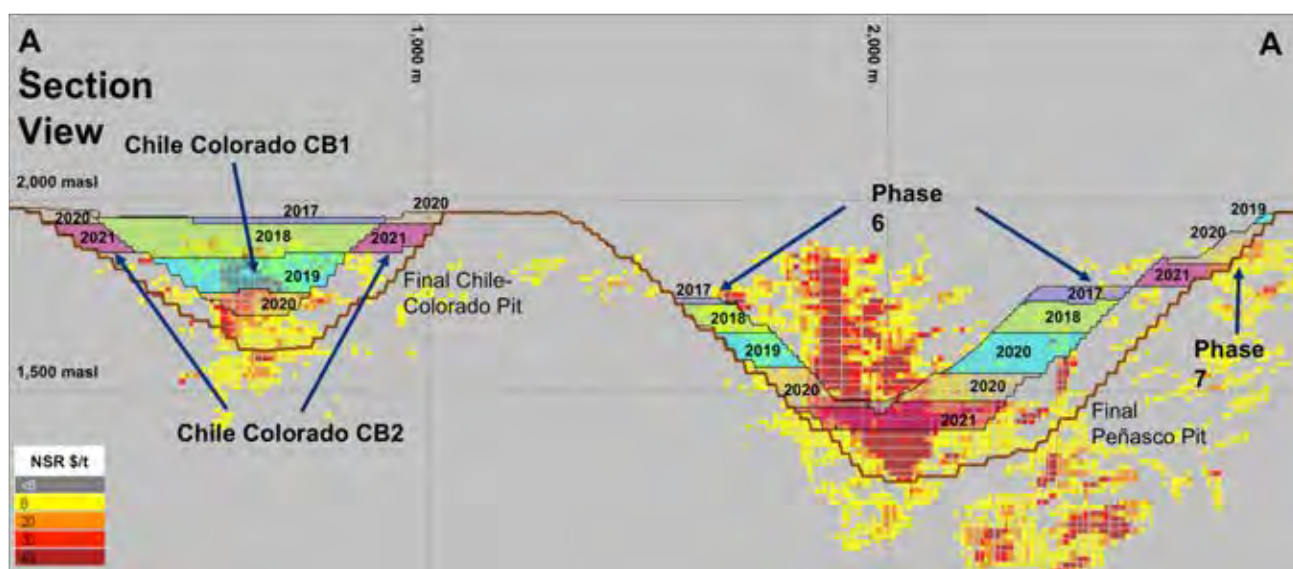 A
'
Section
View
A
1,000 m
2,000 m
Chile Colorado CB1
2,000 masl
2020
2017
2020
2021
2018
2021
2019
2020
Final Chile-
Colorado Pit
Chile Colorado CB2
1,500 masl
Phase
6
2017
2018
2019
2020
2017
2018
2020
2020
2021
2019
2020
2021
Phase
7
Final
Peñasco Pit
NSR $/t